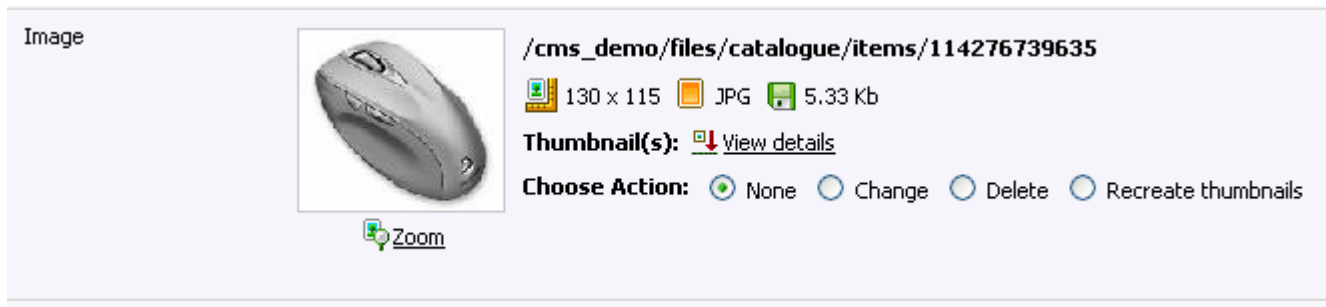 Image
/cms_demo/files/catalogue/items/114276739635
130 x 115 JPG 5.33 Kb
Thumbnail(s): View details
Choose Action: None Change Delete Recreate thumbnails
Zoom